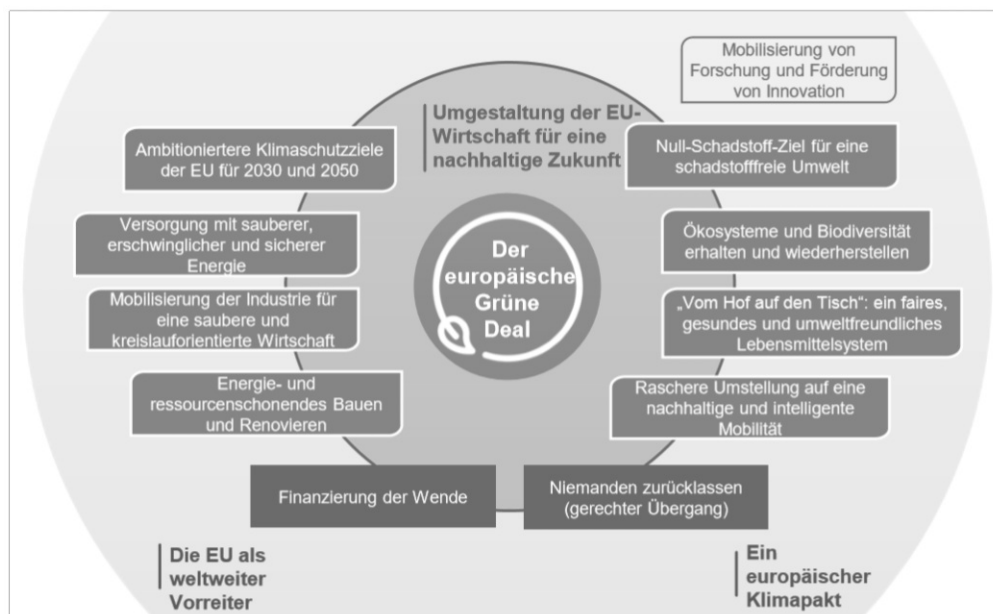 Mobilisierung von
Forschung und Förderung
von Innovation
Umgestaltung der EU-
Wirtschaft für eine
nachhaltige Zukunft
Ambitioniertere Klimaschutzziele
der EU für 2030 und 2050
Versorgung mit sauberer,
erschwinglicher und sicherer
Energie
Mobilisierung der Industrie für
eine saubere und
kreislauforientierte Wirtschaft
Energie- und
ressourcenschonendes Bauen
und Renovieren
Der
europäische
Grüne
Deal
Null-Schadstoff-Ziel für eine
schadstofffreie Umwelt
Ökosysteme und Biodiversität
erhalten und wiederherstellen
„Vom Hof auf den Tisch“: ein faires,
gesundes und umweltfreundliches
Lebensmittelsystem
Raschere Umstellung auf eine
nachhaltige und intelligente
Mobilität
Finanzierung der Wende
Niemanden zurücklassen
(gerechter Übergang)
Die EU als
weltweiter
Vorreiter
Ein
europäischer
Klimapakt